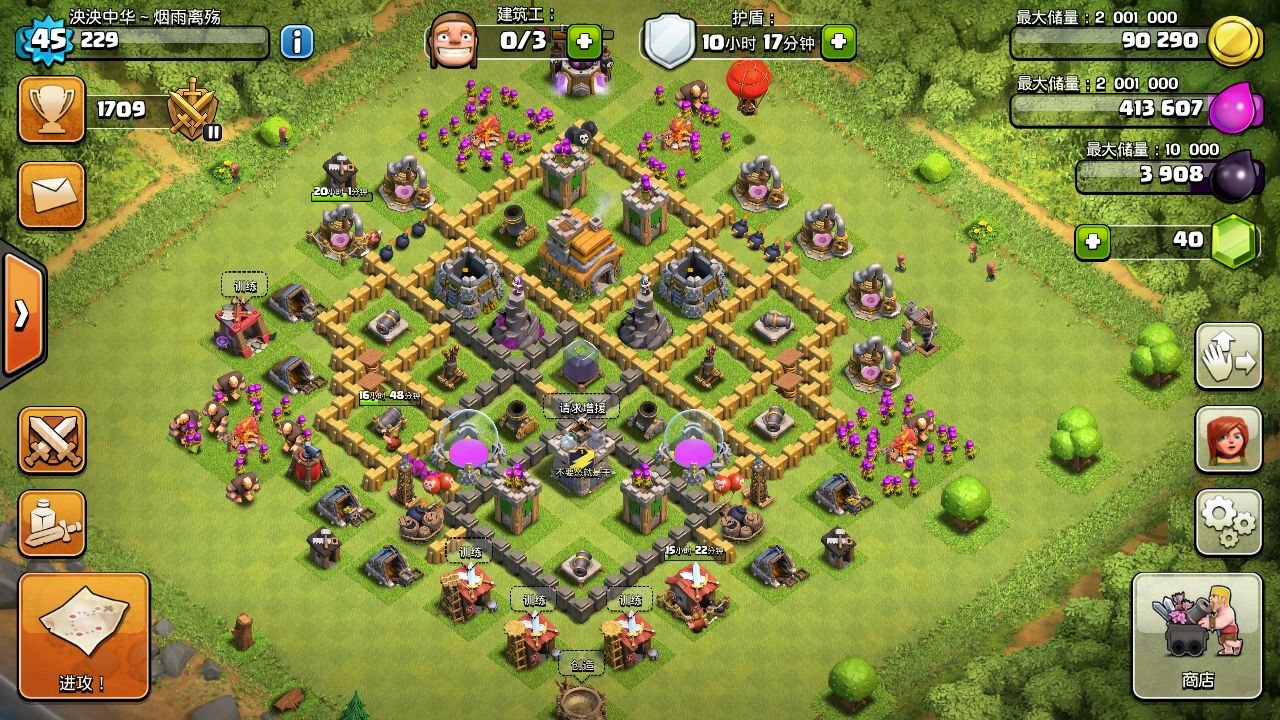 泱泱中华~烟雨离殇
45
229
建筑工：
0/3
护盾：
10小时 17分钟
最大储量：2 001 000
90 290
1709
最大储量：2 001 000
413 607
最大储量：10 000
3 908
40
20小时 1分钟
训练
16小时 48分钟
请求增援
不要怂就是干
训练
15小时 22分钟
训练
训练
创造
进攻！
商店